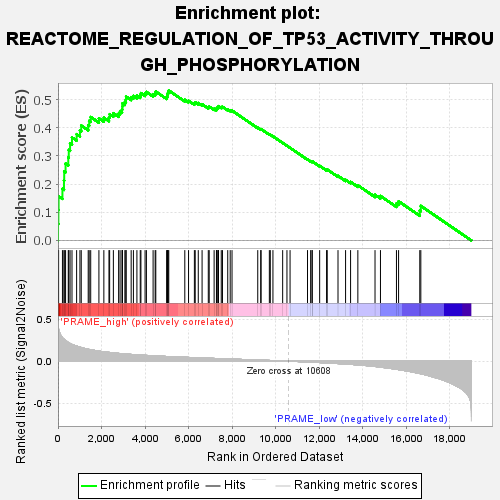 Enrichment plot:
REACTOME_REGULATION_OF_TP53_ACTIVITY_THROU
GH_PHOSPHORYLATION
Enrichment score (ES)
0.5
0.4
0.3
0.2
0.1
0.0
Ranked list metric (Signal2Noise)
0.5
0.0
-0.5
'PRAME_high' (positively correlated)
Zero cross at 10608
'PRAME_low' (negatively correlated)
0 2,000 4,000 6,000 8,000 10,000 12,000 14,000 16,000 18,000
Rank in Ordered Dataset
Enrichment profile Hits Ranking metric scores